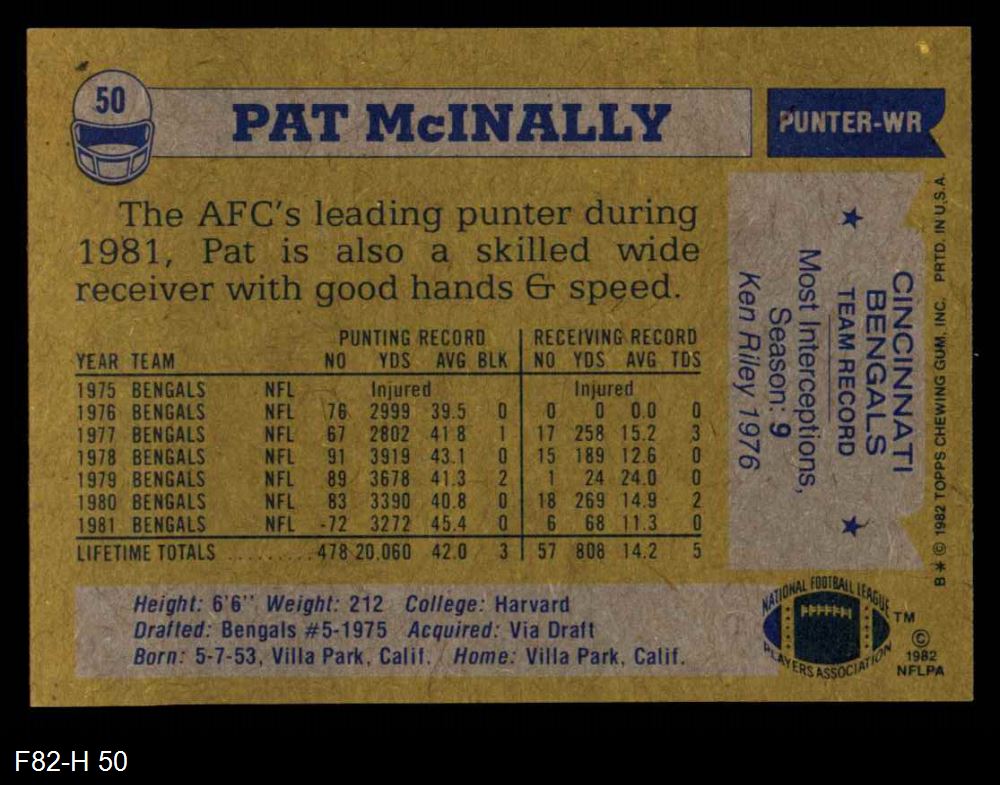 50
PAT McINALLY
PUNTER-WR
The AFC's leading punter during
1981, Pat is also a skilled wide
receiver with good hands & speed.
PUNTING RECORD RECEIVING RECORD
YEAR TEAM NO YDS AVG BLK NO YDS AVG TDS
1975 BENGALS NFL Injured Injured
1976 BENGALS NFL 76 2999 39.5 0 0 0 0.0 0
1977 BENGALS NFL 67 2802 41 8 1 17 258 15.2 3
1978 BENGALS NFL 91 3919 43.1 0 15 189 12.6 0
1979 BENGALS NFL 89 3678 41.3 2 1 24 24.0 0
1980 BENGALS NFL 83 3390 40.8 0 18 269 14.9 2
1981 BENGALS NFL -72 3272 45.4 0 6 68 11.3 0
LIFETIME TOTALS ......... 478 20,060 42.0 3 57 808 14.2 5
Height: 6'6" Weight: 212 College: Harvard
Drafted: Bengals #5-1975 Acquired: Via Draft
Born: 5-7-53, Villa Park, Calif. Home: Villa Park, Calif.
CINCINNATI
BENGALS
TEAM RECORD
Most Interceptions,
Season: 9
Ken Riley 1976
B* © 1982 TOPPS CHEWING GUM, INC. PRTD. IN U.S.A.
NATIONAL FOOTBALL LEAGUE
PLAYERS ASSOCIATION
TM
©
1982
NFLPA
F82-H 50